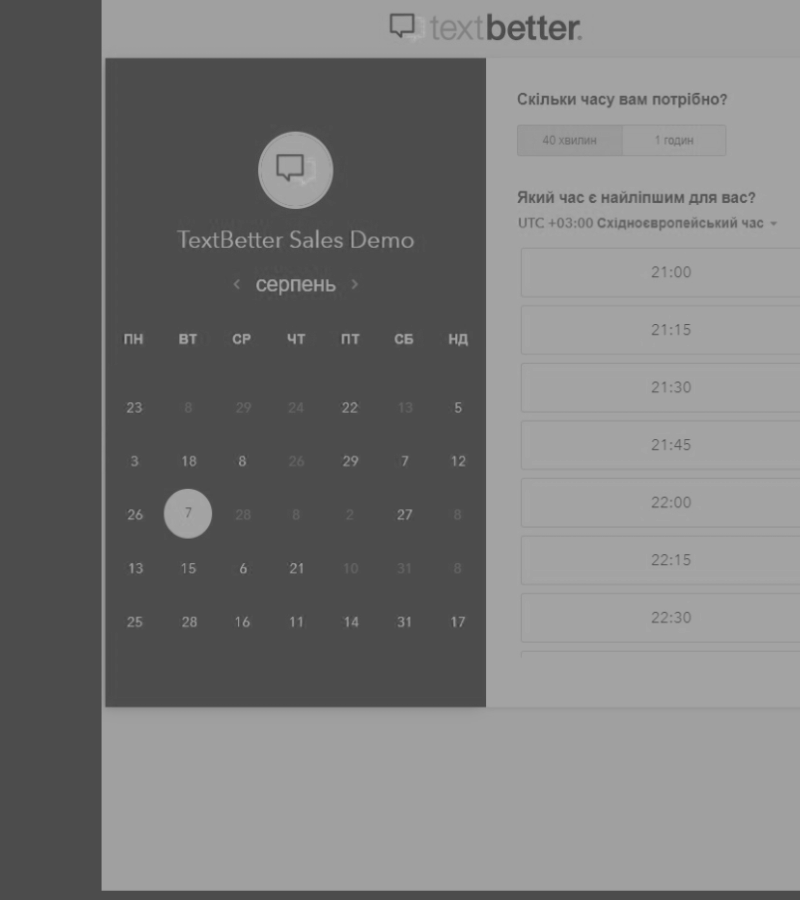 textbetter.
TextBetter Sales Demo
< серпень >
ПН ВТ СР ЧТ ПТ СБ НД
23 8 29 24 22 13 5
3 18 8 26 29 7 12
26 7 28 8 2 27 8
13 15 6 21 10 31 8
25 28 16 11 14 31 17
Скільки часу вам потрібно?
40 хвилин 1 годин
Який час є найліпшим для вас?
UTC +03:00 Східноєвропейський час
21:00
21:15
21:30
21:45
22:00
22:15
22:30